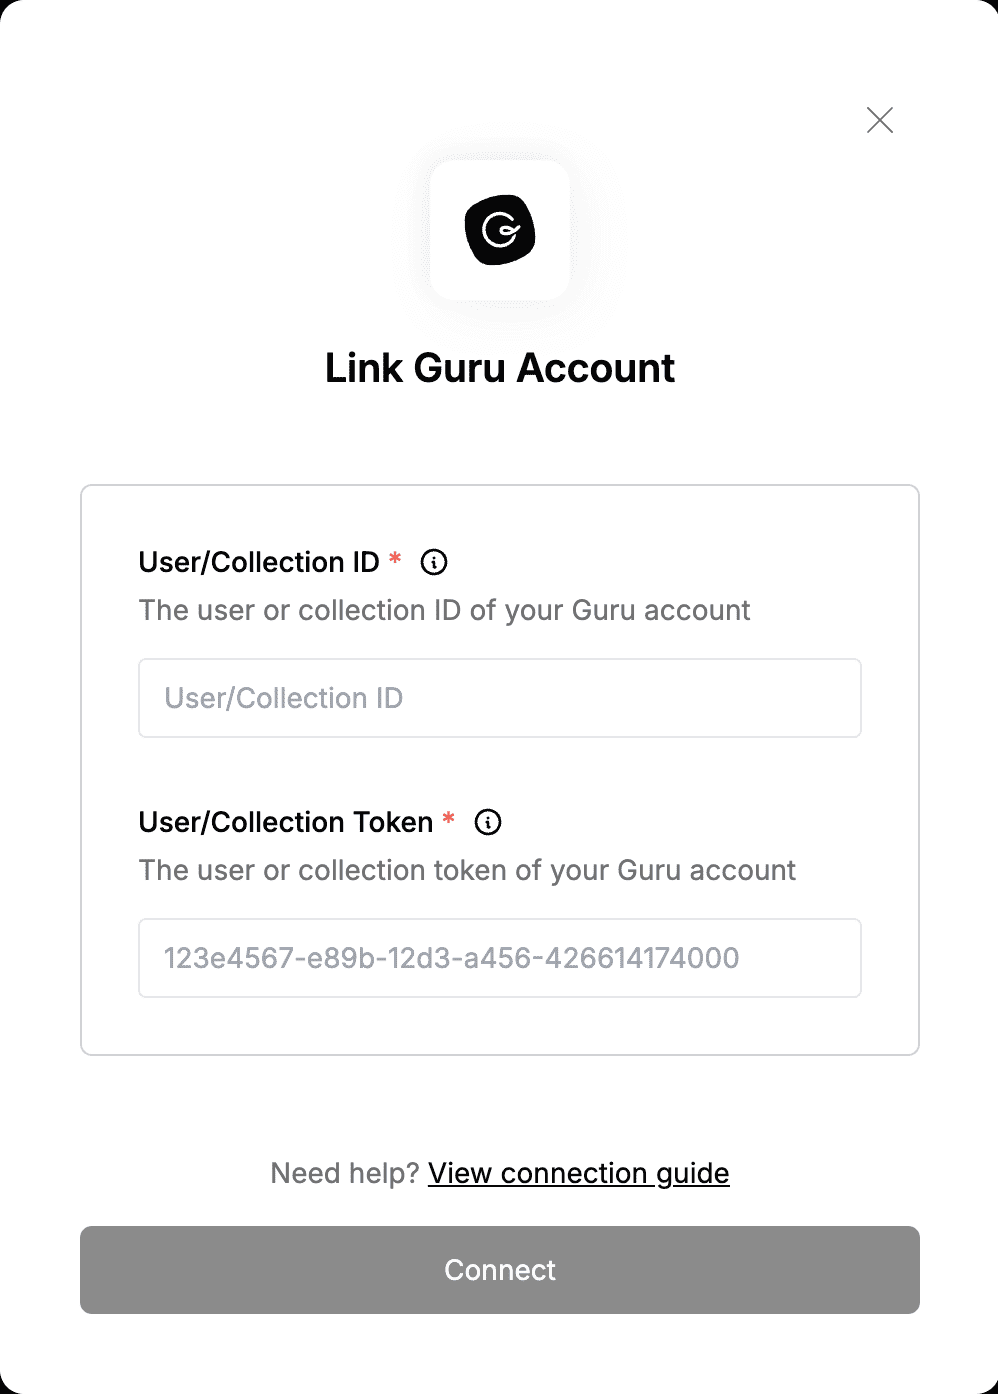 Link Guru Account
User/Collection ID *
The user or collection ID of your Guru account
User/Collection ID
User/Collection Token *
The user or collection token of your Guru account
123e4567-e89b-12d3-a456-426614174000
Need help? View connection guide
Connect